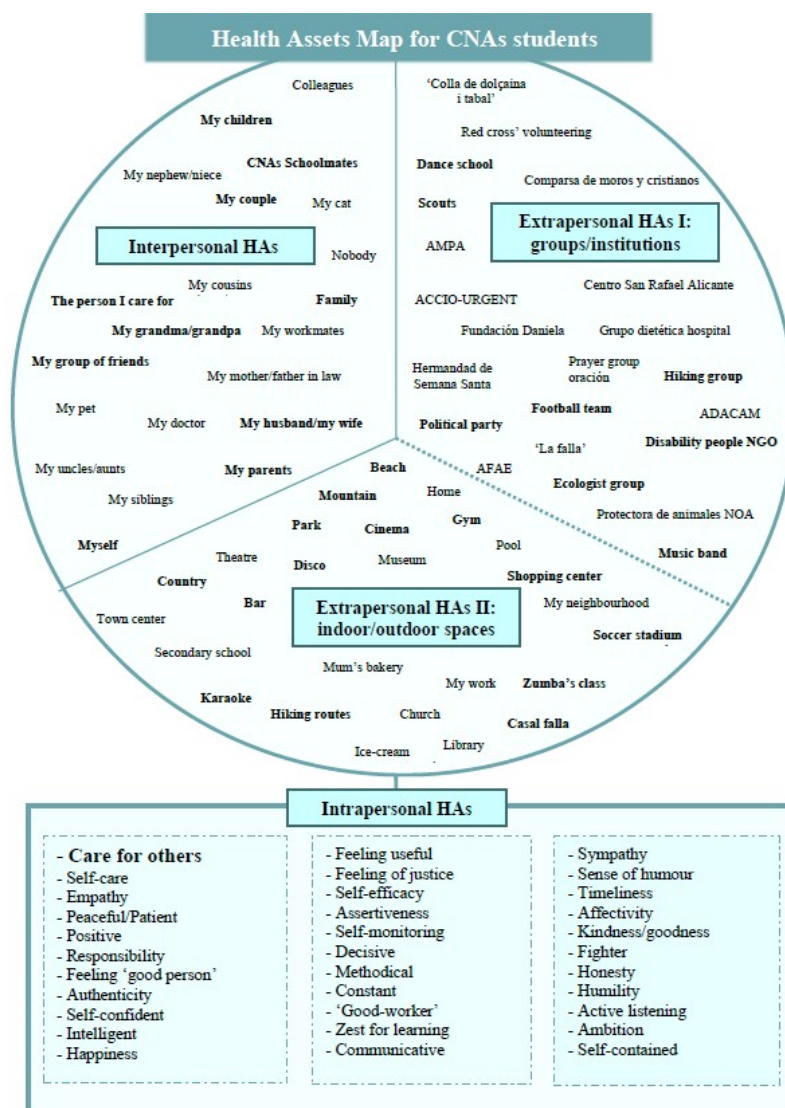 Health Assets Map for CNAs students
Colleagues
My children
CNAs Schoolmates
My nephew/niece
My couple
My cat
Interpersonal HAs
Nobody
My cousins
The person I care for
Family
My grandma/grandpa
My workmates
My group of friends
My mother/father in law
My pet
My doctor
My husband/my wife
My uncles/aunts
My parents
My siblings
Myself
‘Colla de dolçaina
i tabal’
Red cross’ volunteering
Dance school
Comparsa de moros y cristianos
Scouts
Extrapersonal HAs I:
groups/institutions
AMPA
Centro San Rafael Alicante
ACCIO-URGENT
Fundación Daniela
Grupo dietética hospital
Hermandad de
Semana Santa
Prayer group
oración
Hiking group
Football team
ADACAM
Political party
‘La falla’
Disability people NGO
AFAE
Ecologist group
Protectora de animales NOA
Music band
Beach
Mountain
Home
Park
Cinema
Gym
Theatre
Disco
Museum
Pool
Country
Shopping center
Bar
Extrapersonal HAs II:
indoor/outdoor spaces
My neighbourhood
Town center
Soccer stadium
Secondary school
Mum’s bakery
My work
Zumba’s class
Karaoke
Hiking routes
Church
Casal falla
Ice-cream
Library
Intrapersonal HAs
- Care for others
- Self-care
- Empathy
- Peaceful/Patient
- Positive
- Responsibility
- Feeling ‘good person’
- Authenticity
- Self-confident
- Intelligent
- Happiness
- Feeling useful
- Feeling of justice
- Self-efficacy
- Assertiveness
- Self-monitoring
- Decisive
- Methodical
- Constant
- ‘Good-worker’
- Zest for learning
- Communicative
- Sympathy
- Sense of humour
- Timeliness
- Affectivity
- Kindness/goodness
- Fighter
- Honesty
- Humility
- Active listening
- Ambition
- Self-contained